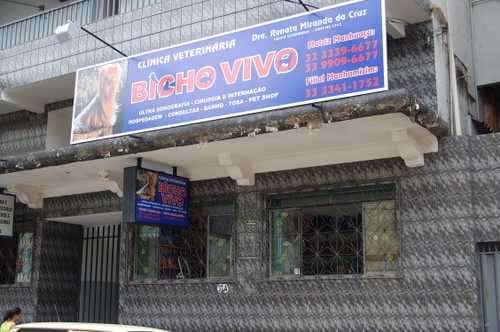 CLÍNICA VETERINÁRIA
Dra. Renata Miranda da Cruz
BICHO VIVO
Matriz Manhuaçu:
33 3339-6677
33 9909-6677
Filial Manhumirim:
33 3341-1752
ULTRA SONOGRAFIA - CIRURGIA E INTERNAÇÃO
HOSPEDAGEM - CONSULTAS - BANHO - TOSA - PET SHOP
BICHO VIVO